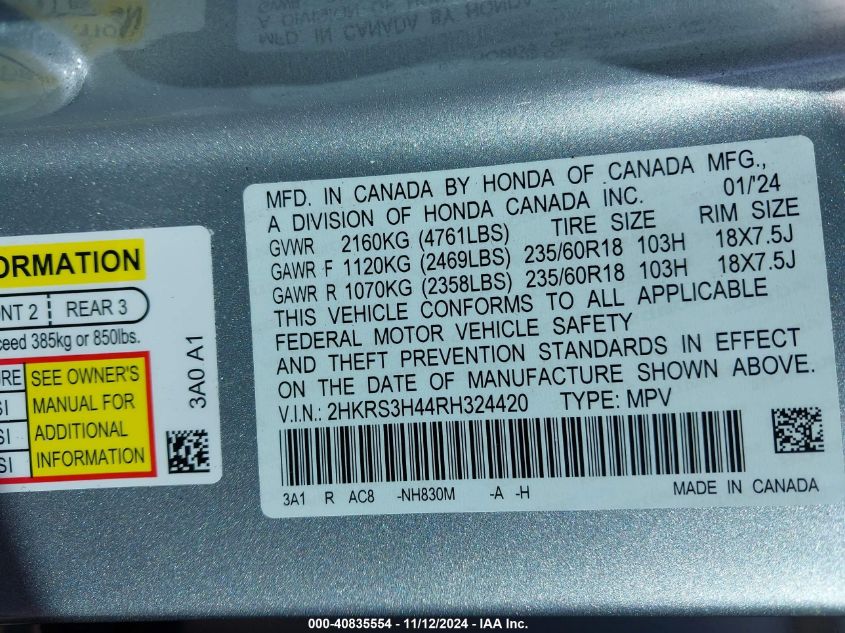 MFD. IN CANADA BY HONDA OF CANADA MFG.,
A DIVISION OF HONDA CANADA INC. 01/'24
GVWR 2160KG (4761LBS) TIRE SIZE RIM SIZE
GAWR F 1120KG (2469LBS) 235/60R18 103H 18X7.5J
GAWR R 1070KG (2358LBS) 235/60R18 103H 18X7.5J
THIS VEHICLE CONFORMS TO ALL APPLICABLE
FEDERAL MOTOR VEHICLE SAFETY
AND THEFT PREVENTION STANDARDS IN EFFECT
ON THE DATE OF MANUFACTURE SHOWN ABOVE.
V.I.N.: 2HKRS3H44RH324420 TYPE: MPV
3A1 R AC8 -NH830M -A -H MADE IN CANADA
ORMATION
NT 2 REAR 3
ceed 385kg or 850lbs.
URE SEE OWNER'S
SI MANUAL FOR
SI ADDITIONAL
SI INFORMATION
3A0 A1
000-40835554 - 11/12/2024 - IAA Inc.